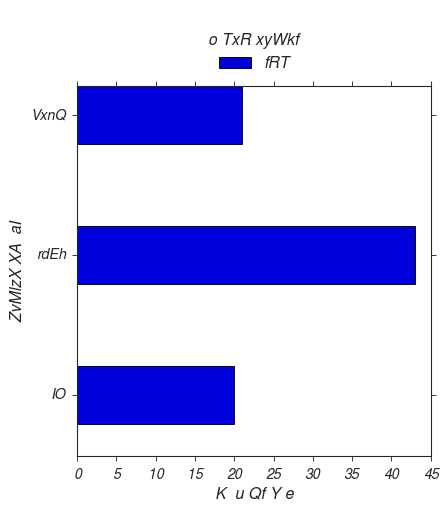 o TxR xyWkf
fRT
VxnQ
rdEh
IO
ZvMIzX XA aI
0 5 10 15 20 25 30 35 40 45
K u Qf Y e